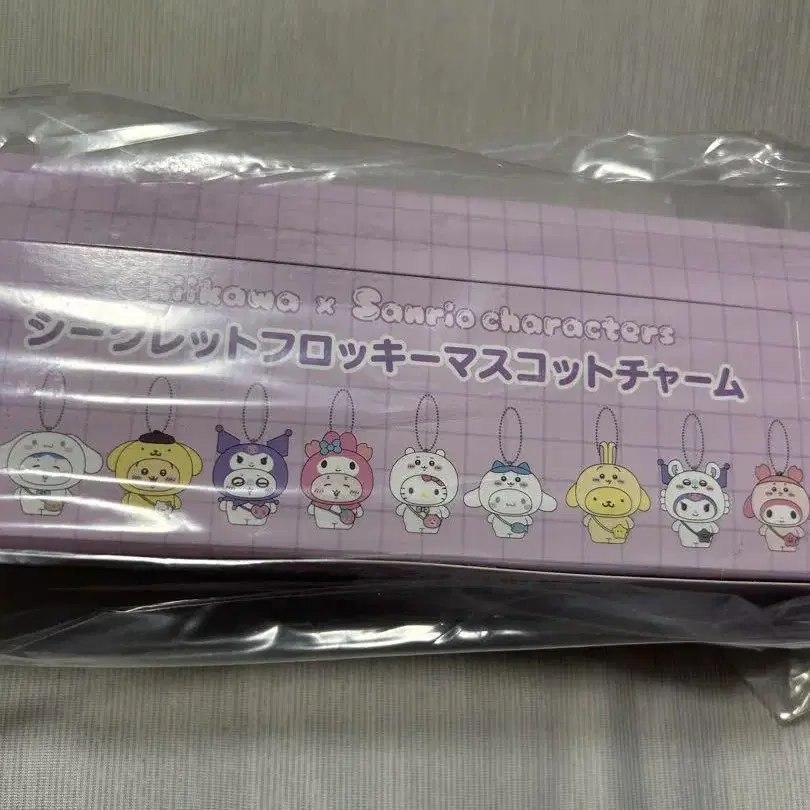 Chiikawa x Sanrio characters
シークレットフロッキーマスコットチャーム